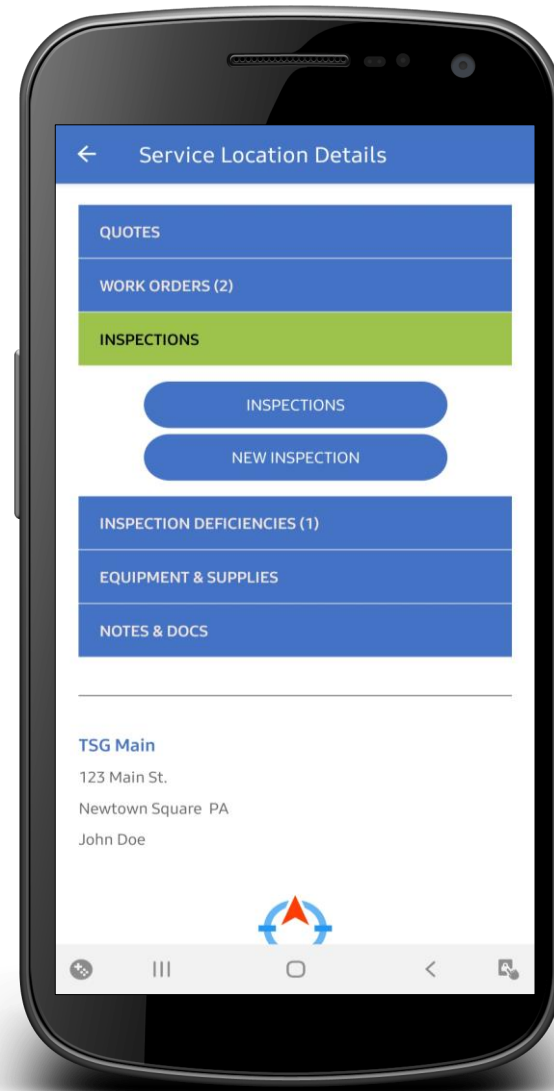 Service Location Details
QUOTES
WORK ORDERS (2)
INSPECTIONS
INSPECTIONS
NEW INSPECTION
INSPECTION DEFICIENCIES (1)
EQUIPMENT & SUPPLIES
NOTES & DOCS
TSG Main
123 Main St.
Newtown Square PA
John Doe